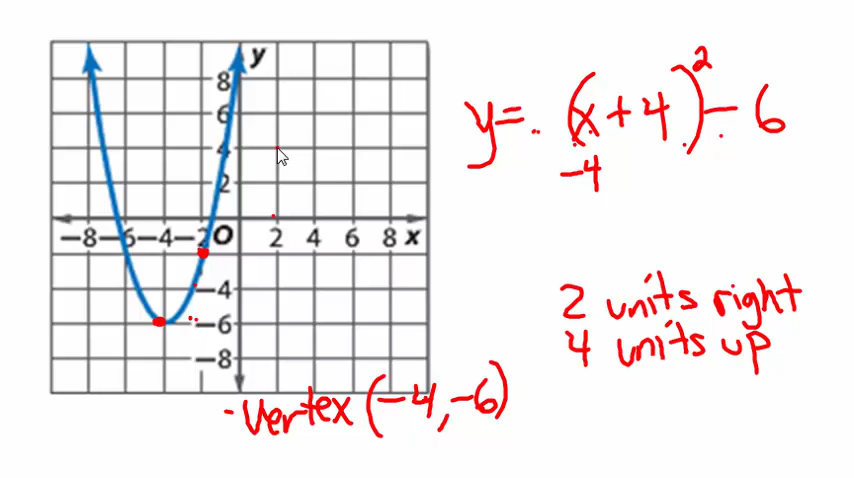 y
8
6
4
2
−8 −6 −4 −2 O 2 4 6 8 x
−4
−6
−8
y = (x + 4)² − 6
−4
2 units right
4 units up
-vertex (−4, −6)